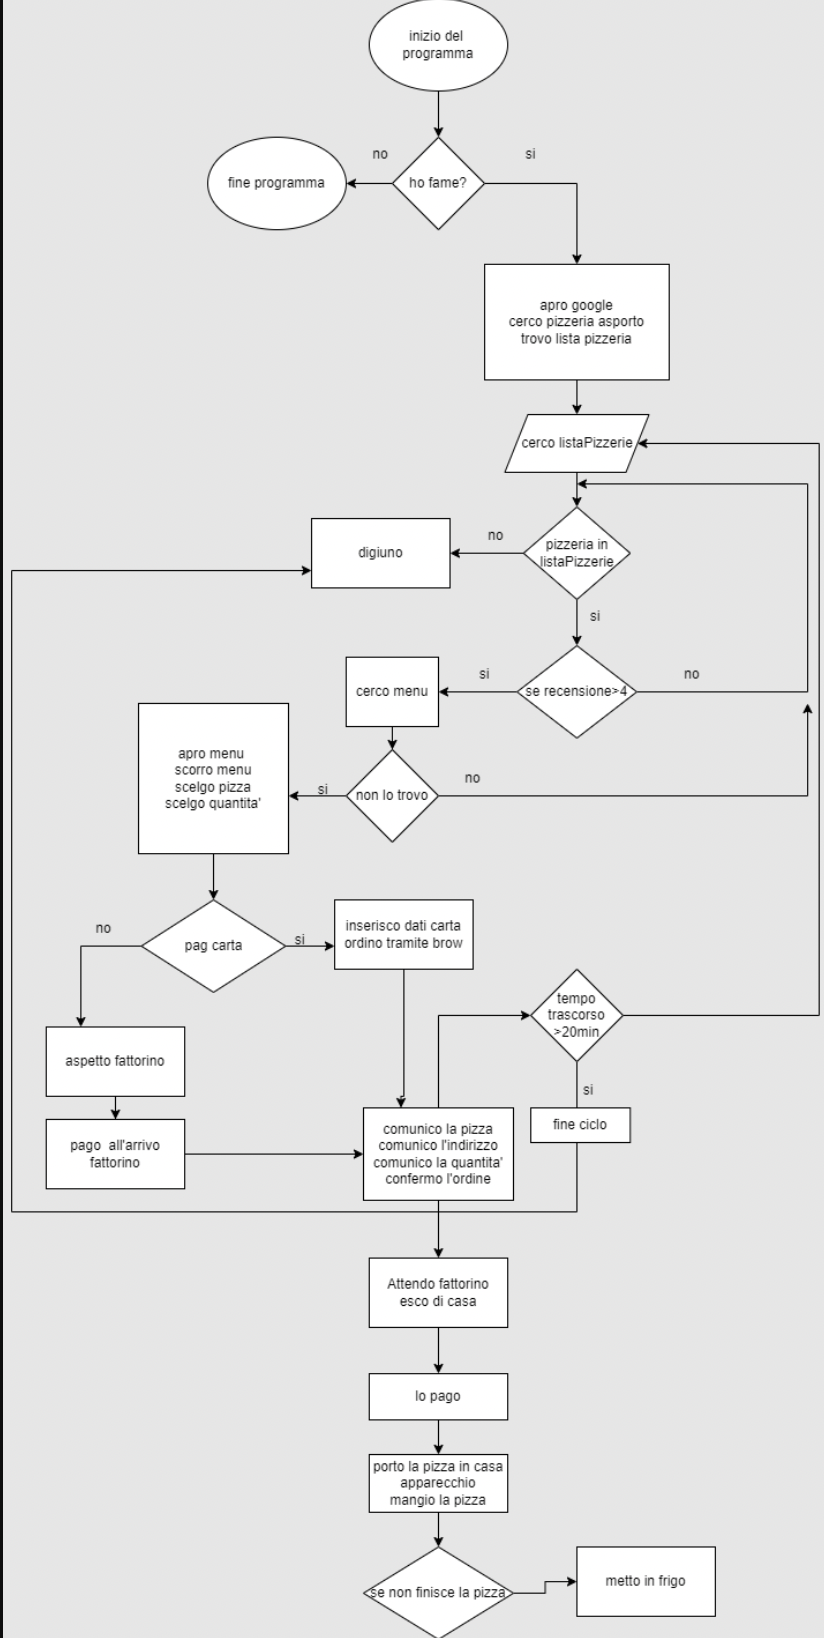 inizio del
programma
no
si
fine programma
ho fame?
apro google
cerco pizzeria asporto
trovo lista pizzeria
cerco listaPizzerie
no
digiuno
pizzeria in
listaPizzerie
si
si
no
cerco menu
se recensione>4
apro menu
scorro menu
scelgo pizza
scelgo quantita'
si
non lo trovo
no
no
pag carta
si
inserisco dati carta
ordino tramite brow
tempo
trascorso
>20min
aspetto fattorino
si
fine ciclo
pago  all'arrivo
fattorino
comunico la pizza
comunico l'indirizzo
comunico la quantita'
confermo l'ordine
Attendo fattorino
esco di casa
lo pago
porto la pizza in casa
apparecchio
mangio la pizza
se non finisce la pizza
metto in frigo